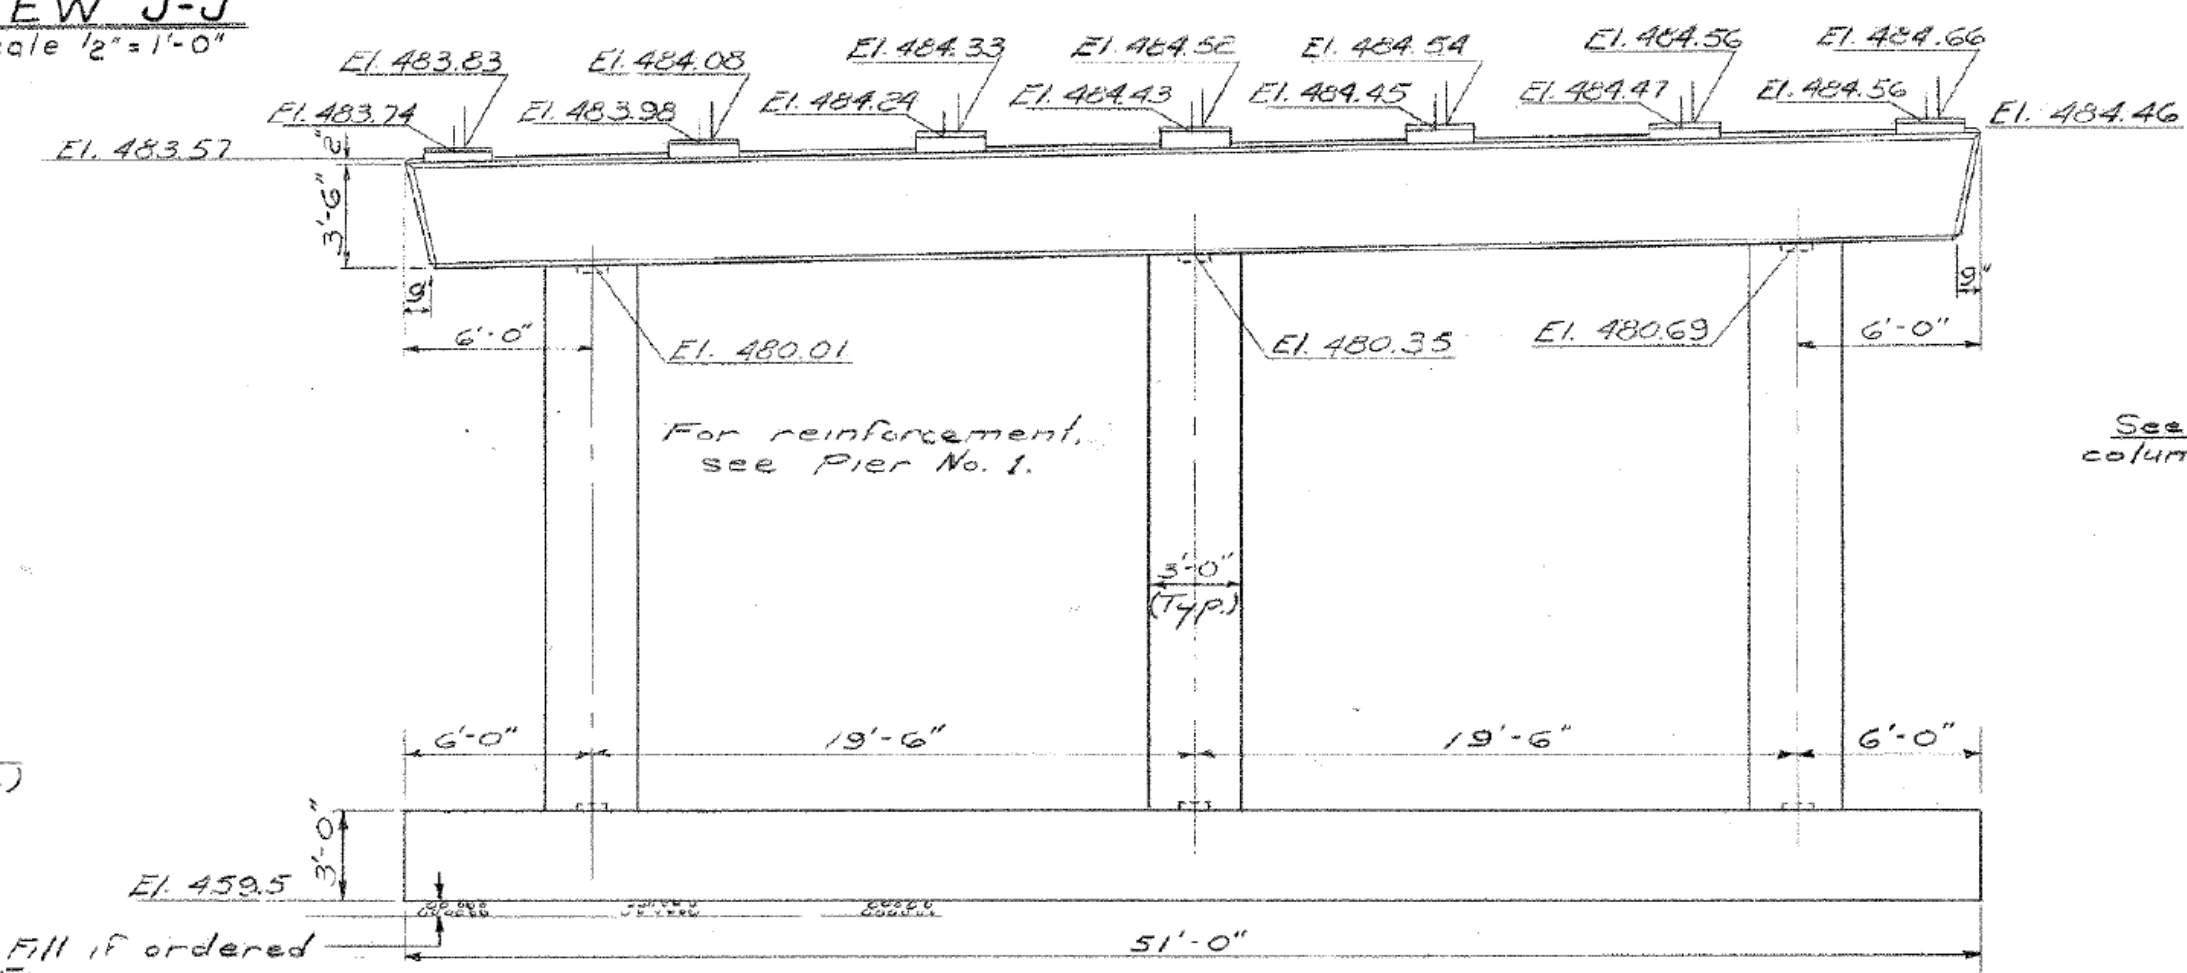 EW J-J
cale 1/2" = 1'-0"
El. 483.83
El. 484.08
El. 484.33
El. 484.52
El. 484.54
El. 484.56
El. 484.66
El. 483.74
El. 483.98
El. 484.24
El. 484.43
El. 484.45
El. 484.47
El. 484.56
El. 484.46
El. 483.57
2"
3'-6"
9"
9"
6'-0"
El. 480.01
El. 480.35
El. 480.69
6'-0"
For reinforcement,
see Pier No. 1.
See
colum
3'-0"
(Typ.)
6'-0"
19'-6"
19'-6"
6'-0"
3'-0"
El. 459.5
Fill if ordered
51'-0"